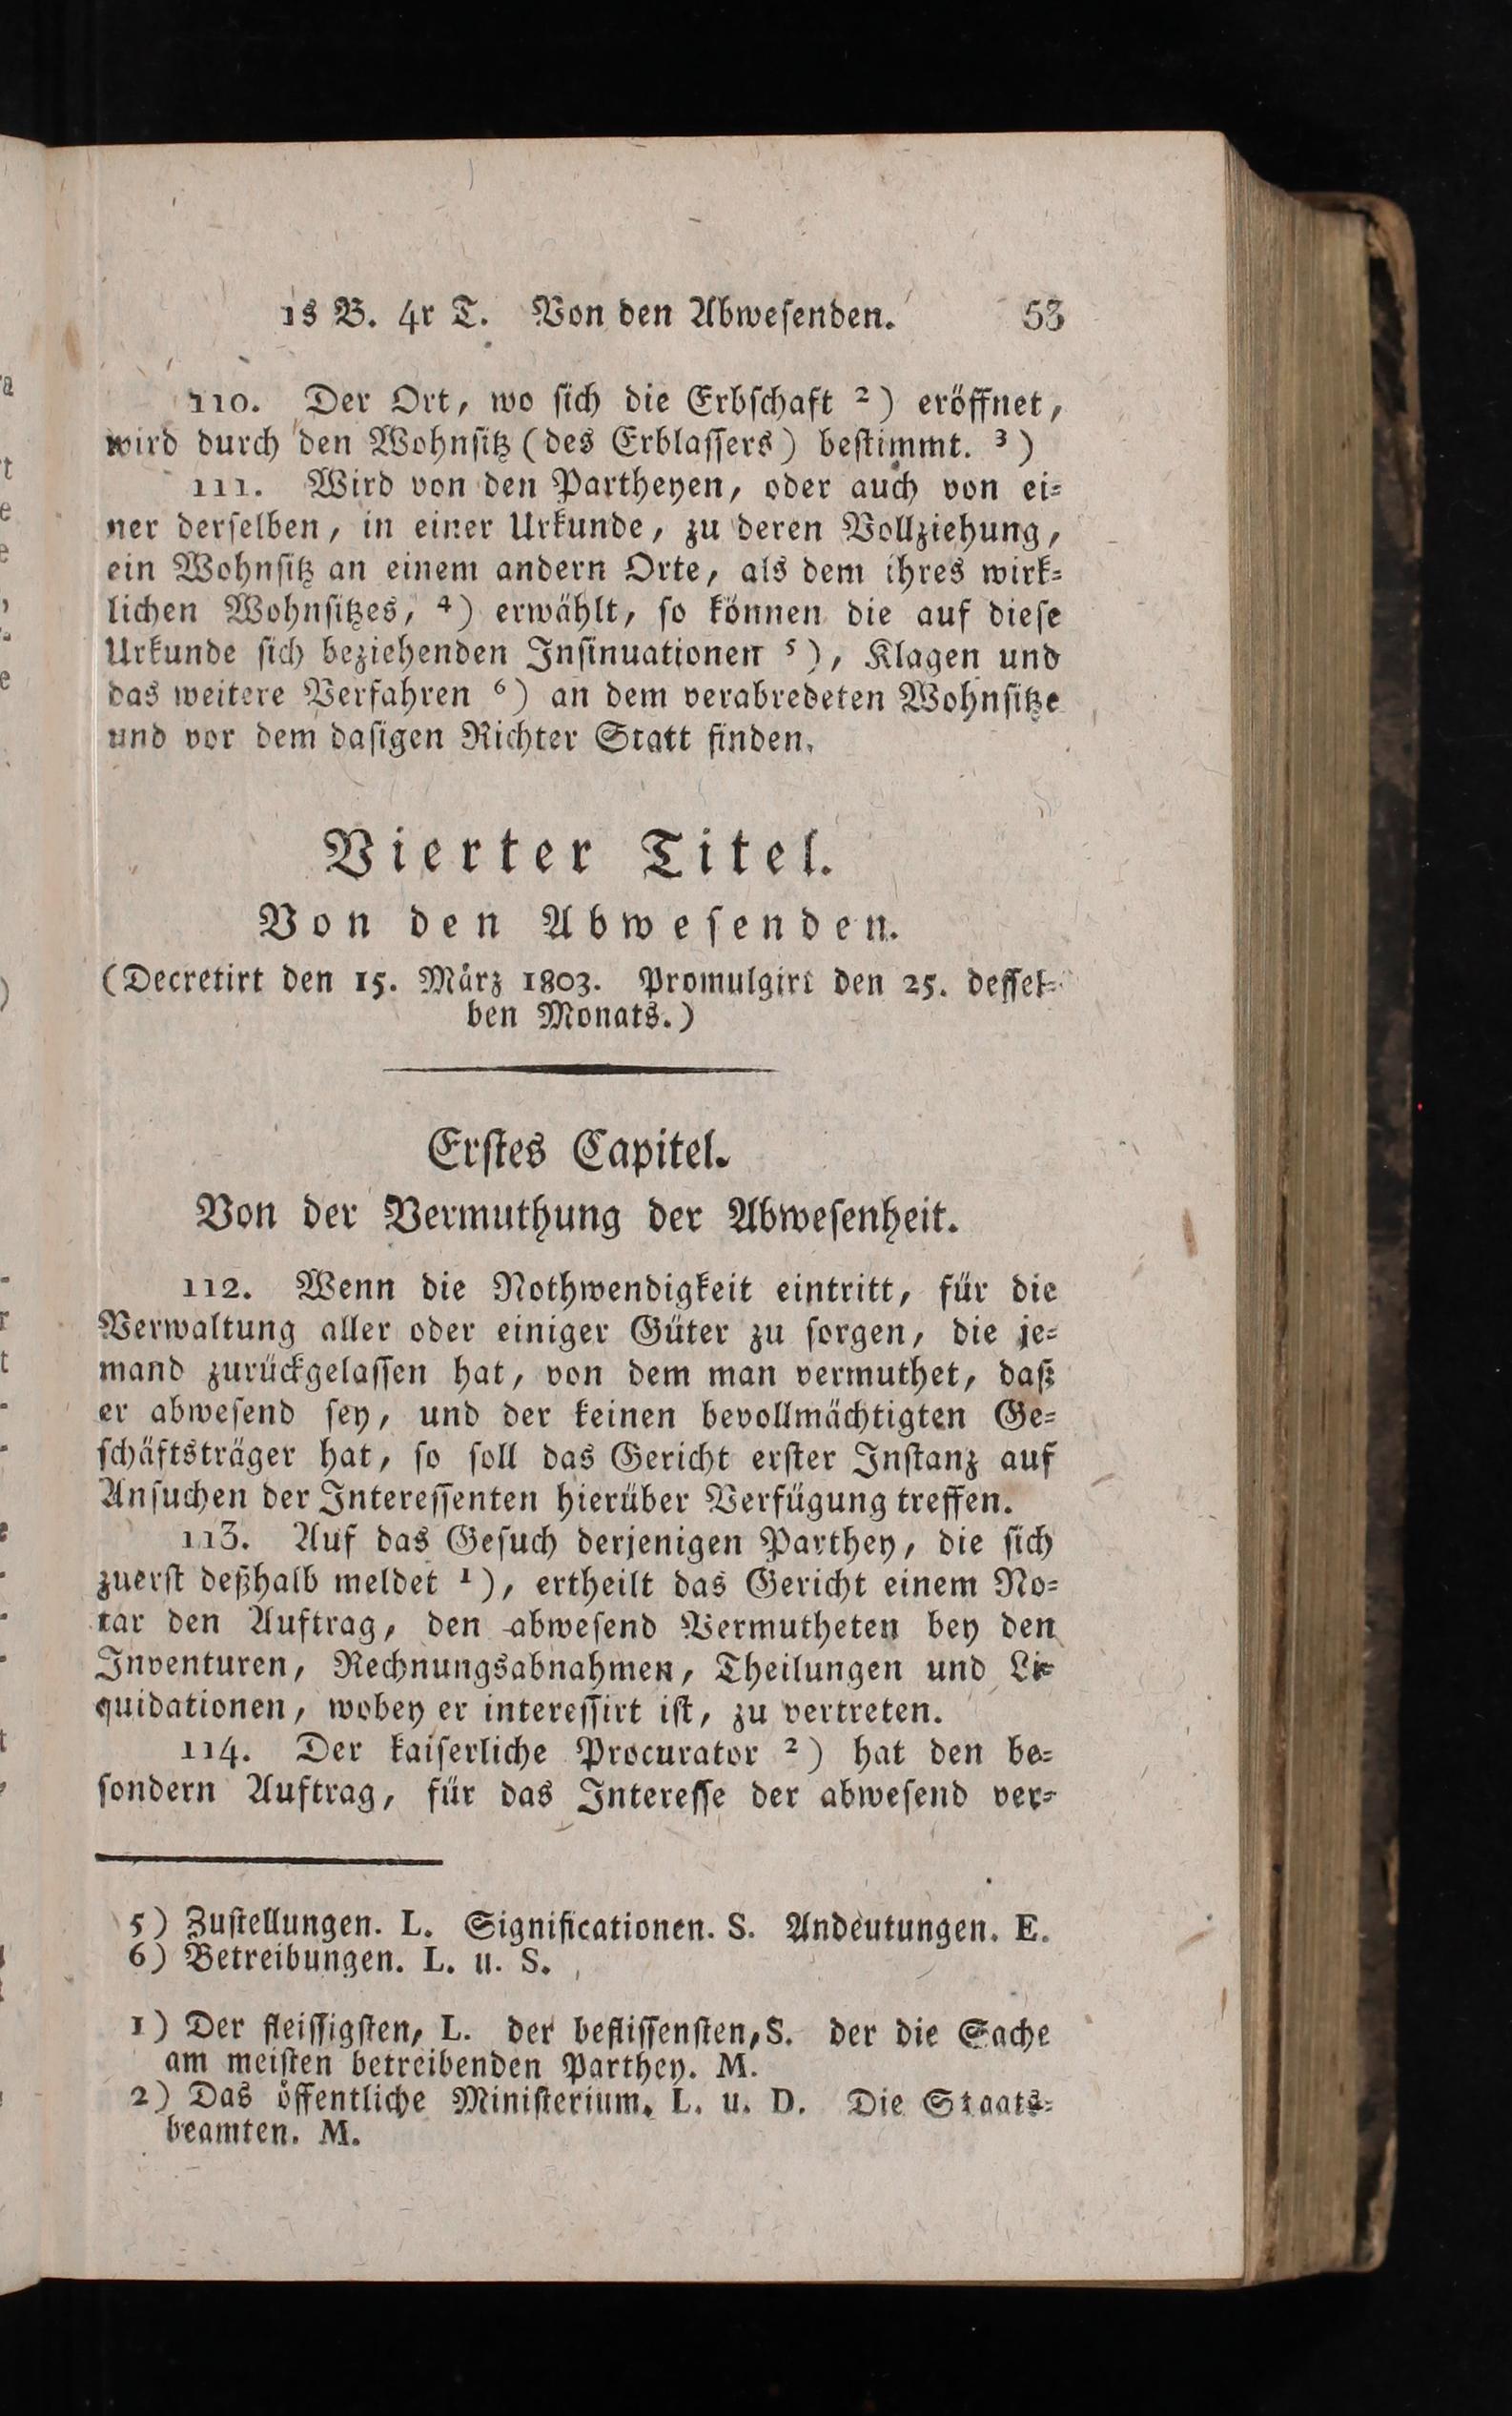 1s B. 4r T. Von den Abwesenden. 53
110. Der Ort, wo sich die Erbschaft ²) eröffnet,
wird durch den Wohnsitz (des Erblassers) bestimmt. ³)
111. Wird von den Partheyen, oder auch von ei-
ner derselben, in einer Urkunde, zu deren Vollziehung,
ein Wohnsitz an einem andern Orte, als dem ihres wirk-
lichen Wohnsitzes, ⁴) erwählt, so können die auf diese
Urkunde sich beziehenden Insinuationen ⁵), Klagen und
das weitere Verfahren ⁶) an dem verabredeten Wohnsitze
und vor dem dasigen Richter Statt finden.
Vierter Titel.
Von den Abwesenden.
(Decretirt den 15. März 1803. Promulgirt den 25. dessel-
ben Monats.)
Erstes Capitel.
Von der Vermuthung der Abwesenheit.
112. Wenn die Nothwendigkeit eintritt, für die
Verwaltung aller oder einiger Güter zu sorgen, die je-
mand zurückgelassen hat, von dem man vermuthet, daß
er abwesend sey, und der keinen bevollmächtigten Ge-
schäftsträger hat, so soll das Gericht erster Instanz auf
Ansuchen der Interessenten hierüber Verfügung treffen.
113. Auf das Gesuch derjenigen Parthey, die sich
zuerst deßhalb meldet ¹), ertheilt das Gericht einem No-
tar den Auftrag, den abwesend Vermutheten bey den
Inventuren, Rechnungsabnahmen, Theilungen und Li-
quidationen, wobey er interessirt ist, zu vertreten.
114. Der kaiserliche Procurator ²) hat den be-
sondern Auftrag, für das Interesse der abwesend ver-
5) Zustellungen. L. Significationen. S. Andeutungen. E.
6) Betreibungen. L. u. S.
1) Der fleissigsten, L. der beflissensten, S. der die Sache
am meisten betreibenden Parthey. M.
2) Das öffentliche Ministerium. L. u. D. Die Staats-
beamten. M.